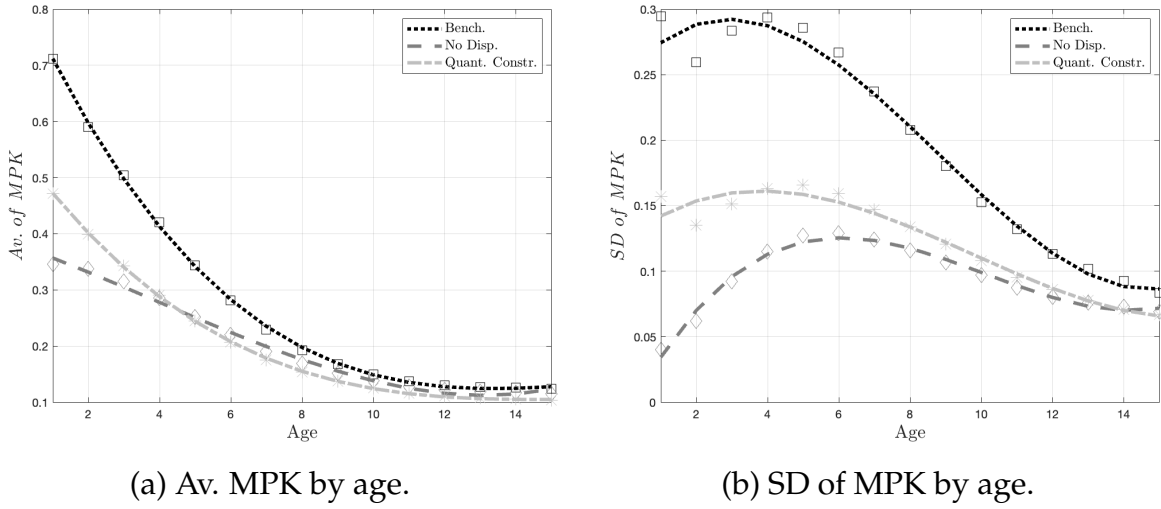 0.8
0.7
0.6
0.5
0.4
0.3
0.2
0.1
Av. of MPK
2 4 6 8 10 12 14
Age
Bench.
No Disp.
Quant. Constr.
(a) Av. MPK by age.
0.3
0.25
0.2
0.15
0.1
0.05
0
SD of MPK
2 4 6 8 10 12 14
Age
Bench.
No Disp.
Quant. Constr.
(b) SD of MPK by age.